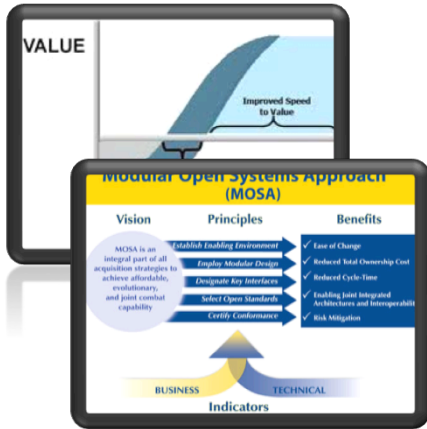 VALUE
Improved Speed
to Value
Modular Open Systems Approach
(MOSA)
Vision
Principles
Benefits
MOSA is an
integral part of all
acquisition strategies to
achieve affordable,
evolutionary,
and joint combat
capability
Establish Enabling Environment
Employ Modular Design
Designate Key Interfaces
Select Open Standards
Certify Conformance
✓ Ease of Change
✓ Reduced Total Ownership Cost
✓ Reduced Cycle-Time
✓ Enabling Joint Integrated
Architectures and Interoperabilit
✓ Risk Mitigation
BUSINESS
TECHNICAL
Indicators